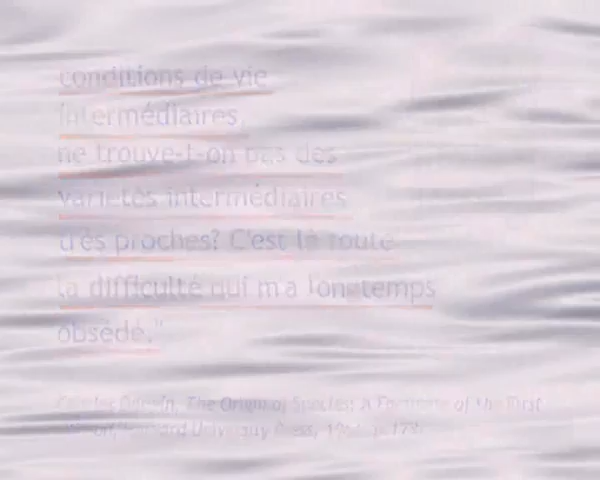 conditions de vie
intermédiaires,
ne trouve-t-on pas des
variétés intermédiaires
très proches? C'est là toute
la difficulté qui m'a longtemps
obsédé."
Charles Darwin, The Origin of Species: A Facsimile of the First
Harvard University Press,